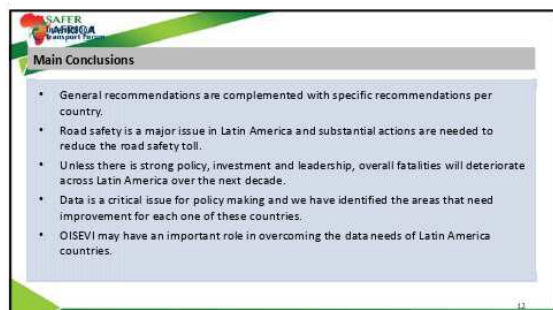 SAFER
AFRICA
International
Transport Forum
Main Conclusions
• General recommendations are complemented with specific recommendations per
country.
• Road safety is a major issue in Latin America and substantial actions are needed to
reduce the road safety toll.
• Unless there is strong policy, investment and leadership, overall fatalities will deteriorate
across Latin America over the next decade.
• Data is a critical issue for policy making and we have identified the areas that need
improvement for each one of these countries.
• OISEVI may have an important role in overcoming the data needs of Latin America
countries.
12